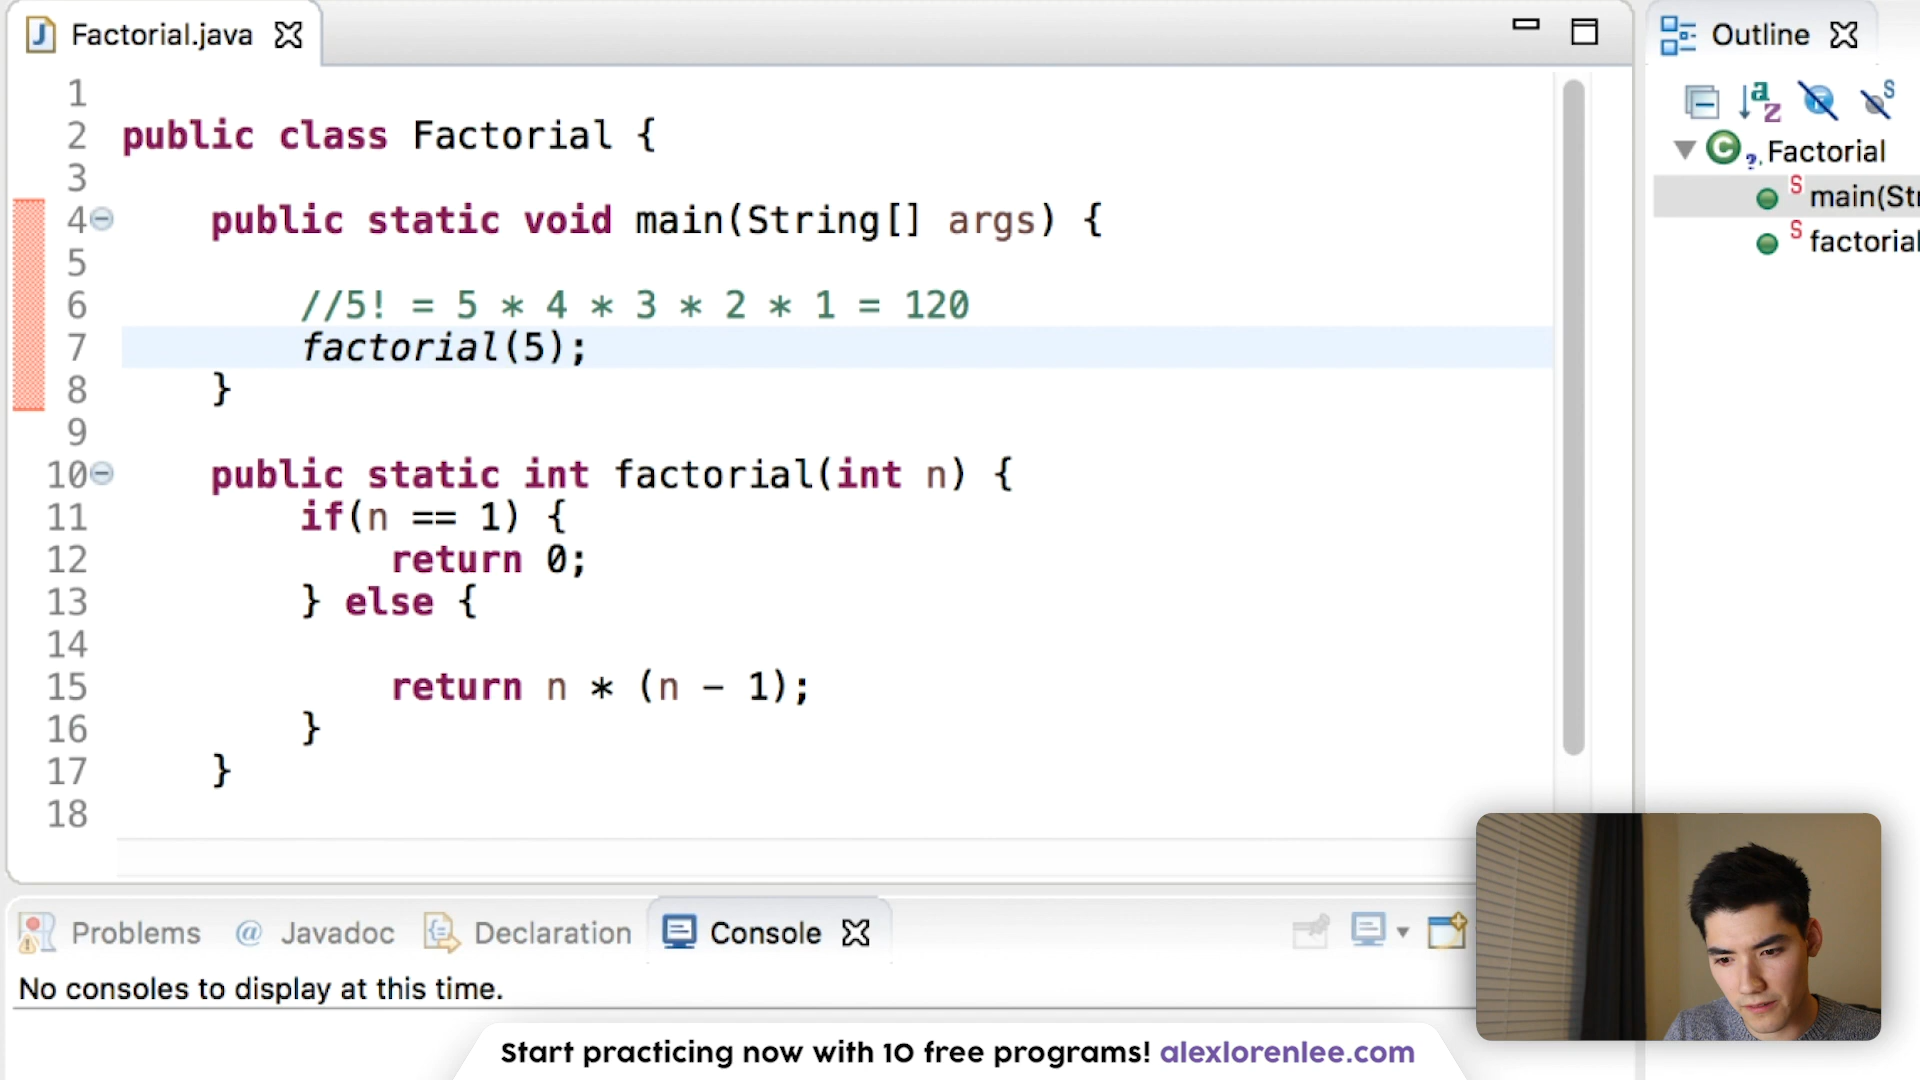 Factorial.java
Outline
1
2 public class Factorial {
3
4 public static void main(String[] args) {
5
6 //5! = 5 * 4 * 3 * 2 * 1 = 120
7 factorial(5);
8 }
9
10 public static int factorial(int n) {
11 if(n == 1) {
12 return 0;
13 } else {
14
15 return n * (n - 1);
16 }
17 }
18
Factorial
main(Str
factorial
Problems @ Javadoc Declaration Console
No consoles to display at this time.
Start practicing now with 10 free programs! alexlorenlee.com